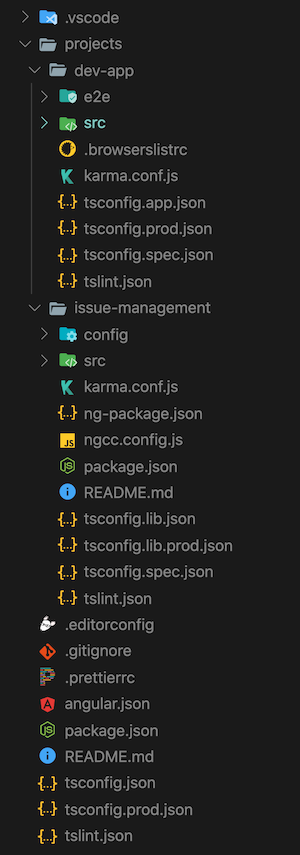 .vscode
projects
dev-app
e2e
src
.browserslistrc
karma.conf.js
tsconfig.app.json
tsconfig.prod.json
tsconfig.spec.json
tslint.json
issue-management
config
src
karma.conf.js
ng-package.json
ngcc.config.js
package.json
README.md
tsconfig.lib.json
tsconfig.lib.prod.json
tsconfig.spec.json
tslint.json
.editorconfig
.gitignore
.prettierrc
angular.json
package.json
README.md
tsconfig.json
tsconfig.prod.json
tslint.json